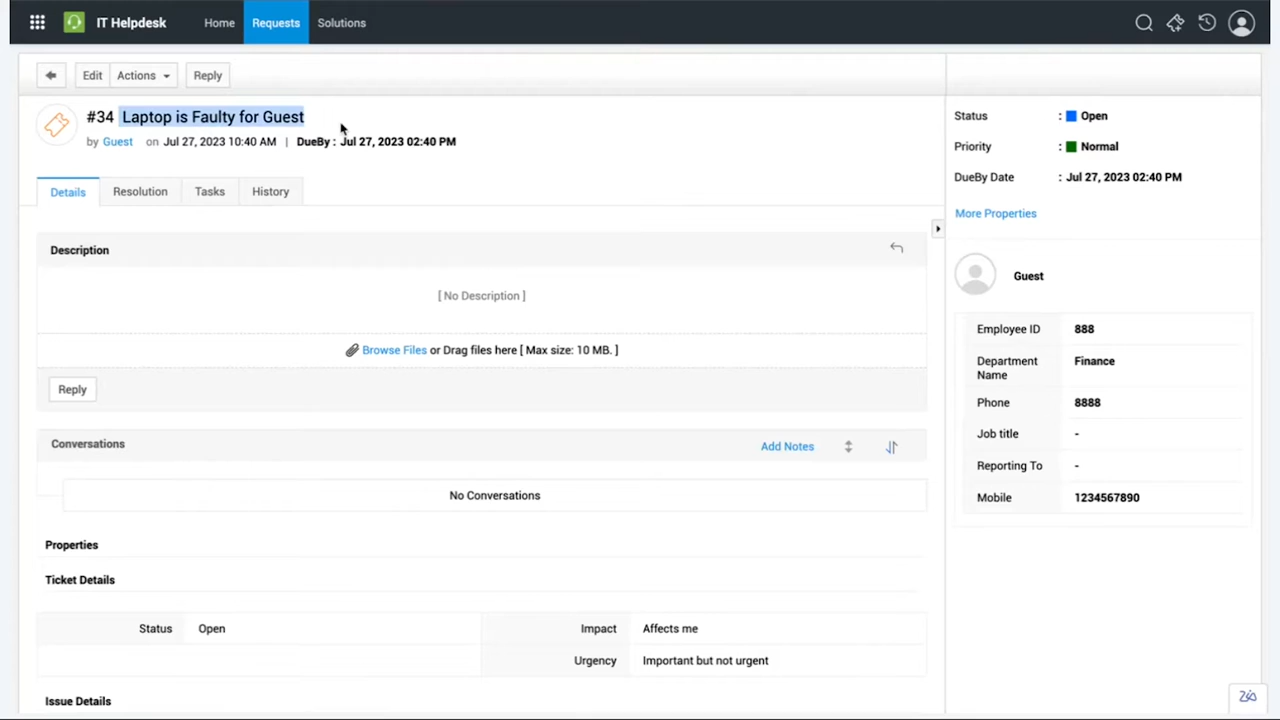 IT Helpdesk Home Requests Solutions
Edit Actions Reply
#34 Laptop is Faulty for Guest
by Guest on Jul 27, 2023 10:40 AM | DueBy : Jul 27, 2023 02:40 PM
Details Resolution Tasks History
Description
[ No Description ]
Browse Files or Drag files here [ Max size: 10 MB. ]
Reply
Conversations Add Notes
No Conversations
Properties
Ticket Details
Status Open Impact Affects me
Urgency Important but not urgent
Issue Details
Status : Open
Priority : Normal
DueBy Date : Jul 27, 2023 02:40 PM
More Properties
Guest
Employee ID 888
Department
Name Finance
Phone 8888
Job title -
Reporting To -
Mobile 1234567890
Zia